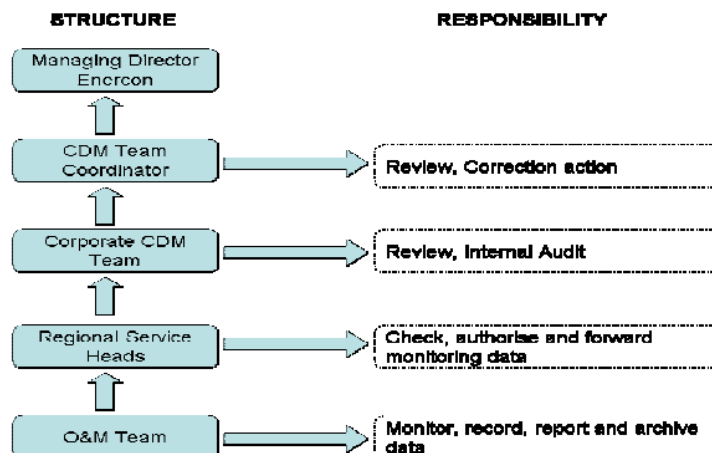 STRUCTURE
RESPONSIBILITY
Managing Director
Enercon
CDM Team
Coordinator
Review, Correction action
Corporate CDM
Team
Review, Internal Audit
Regional Service
Heads
Check, authorise and forward
monitoring data
O&M Team
Monitor, record, report and archive
data